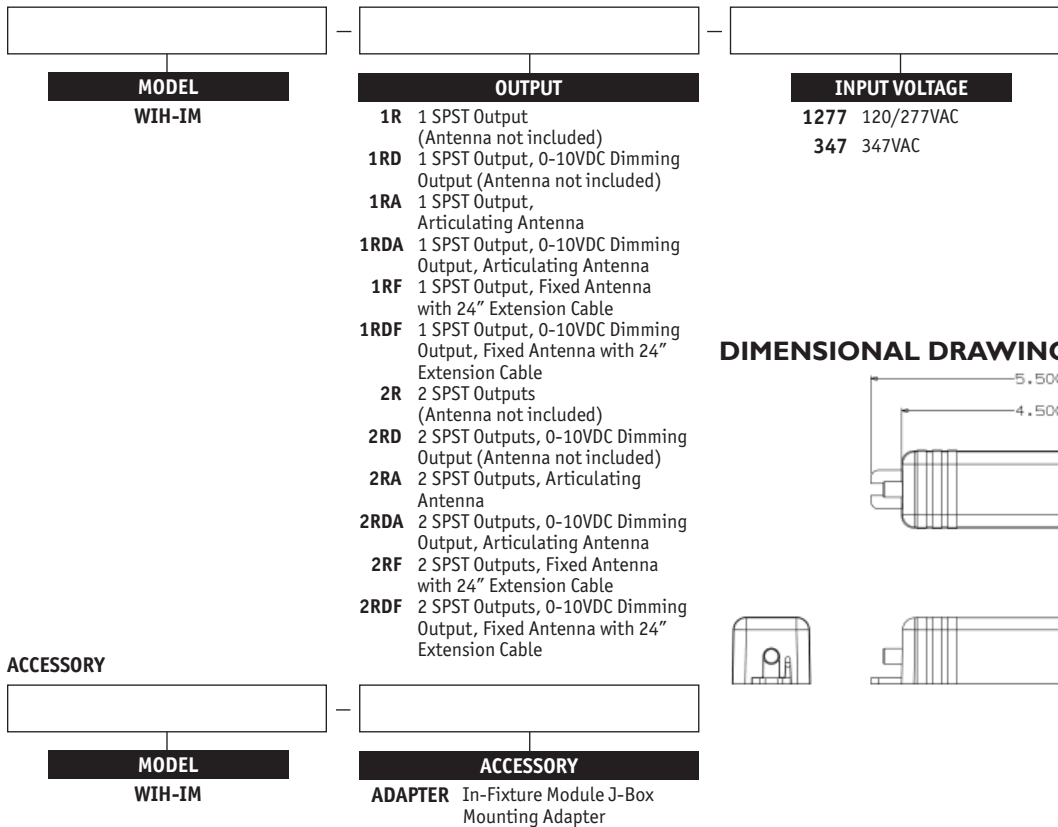 –
–
MODEL
WIH-IM
OUTPUT
1R 1 SPST Output
(Antenna not included)
1RD 1 SPST Output, 0-10VDC Dimming
Output (Antenna not included)
1RA 1 SPST Output,
Articulating Antenna
1RDA 1 SPST Output, 0-10VDC Dimming
Output, Articulating Antenna
1RF 1 SPST Output, Fixed Antenna
with 24" Extension Cable
1RDF 1 SPST Output, 0-10VDC Dimming
Output, Fixed Antenna with 24"
Extension Cable
2R 2 SPST Outputs
(Antenna not included)
2RD 2 SPST Outputs, 0-10VDC Dimming
Output (Antenna not included)
2RA 2 SPST Outputs, Articulating
Antenna
2RDA 2 SPST Outputs, 0-10VDC Dimming
Output, Articulating Antenna
2RF 2 SPST Outputs, Fixed Antenna
with 24" Extension Cable
2RDF 2 SPST Outputs, 0-10VDC Dimming
Output, Fixed Antenna with 24"
Extension Cable
INPUT VOLTAGE
1277 120/277VAC
347 347VAC
DIMENSIONAL DRAWING
5.500
4.500
ACCESSORY
–
MODEL
WIH-IM
ACCESSORY
ADAPTER In-Fixture Module J-Box
Mounting Adapter